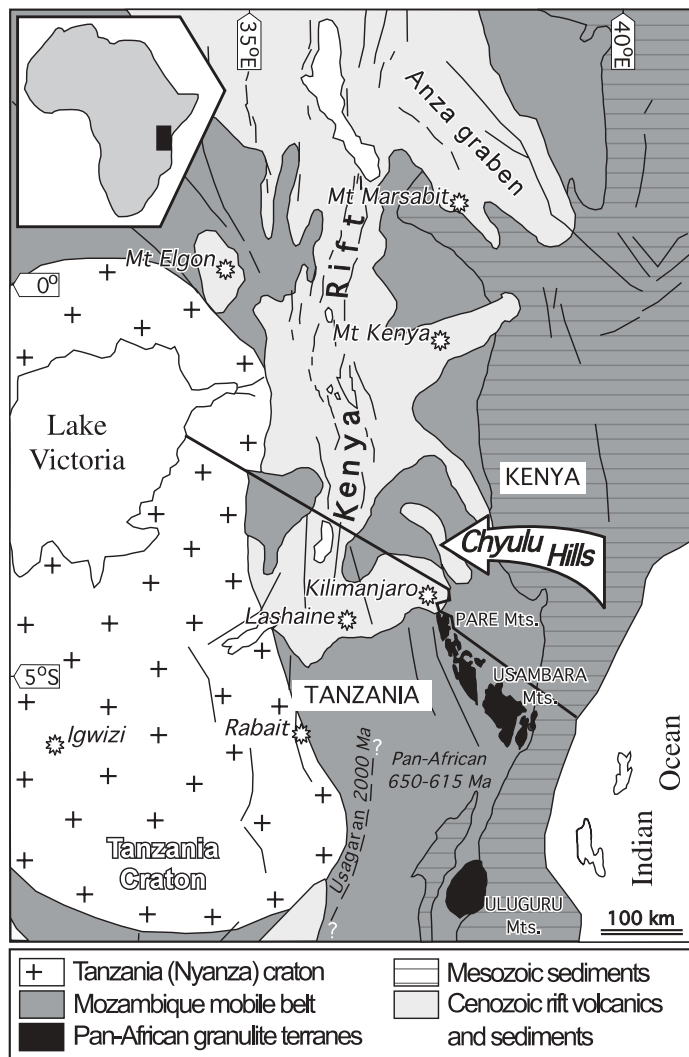 35°E
40°E
Anza graben
Mt Marsabit
Mt Elgon
Rift
0°
Mt Kenya
Lake
Victoria
Kenya
KENYA
Chyulu Hills
Kilimanjaro
Lashaine
PARE Mts.
5°S
USAMBARA
Mts.
TANZANIA
Igwizi
Rabait
Pan-African
650-615 Ma
?
Usagaran 2000 Ma
?
Indian Ocean
Tanzania
Craton
ULUGURU
Mts.
100 km
Tanzania (Nyanza) craton
Mozambique mobile belt
Pan-African granulite terranes
Mesozoic sediments
Cenozoic rift volcanics
and sediments